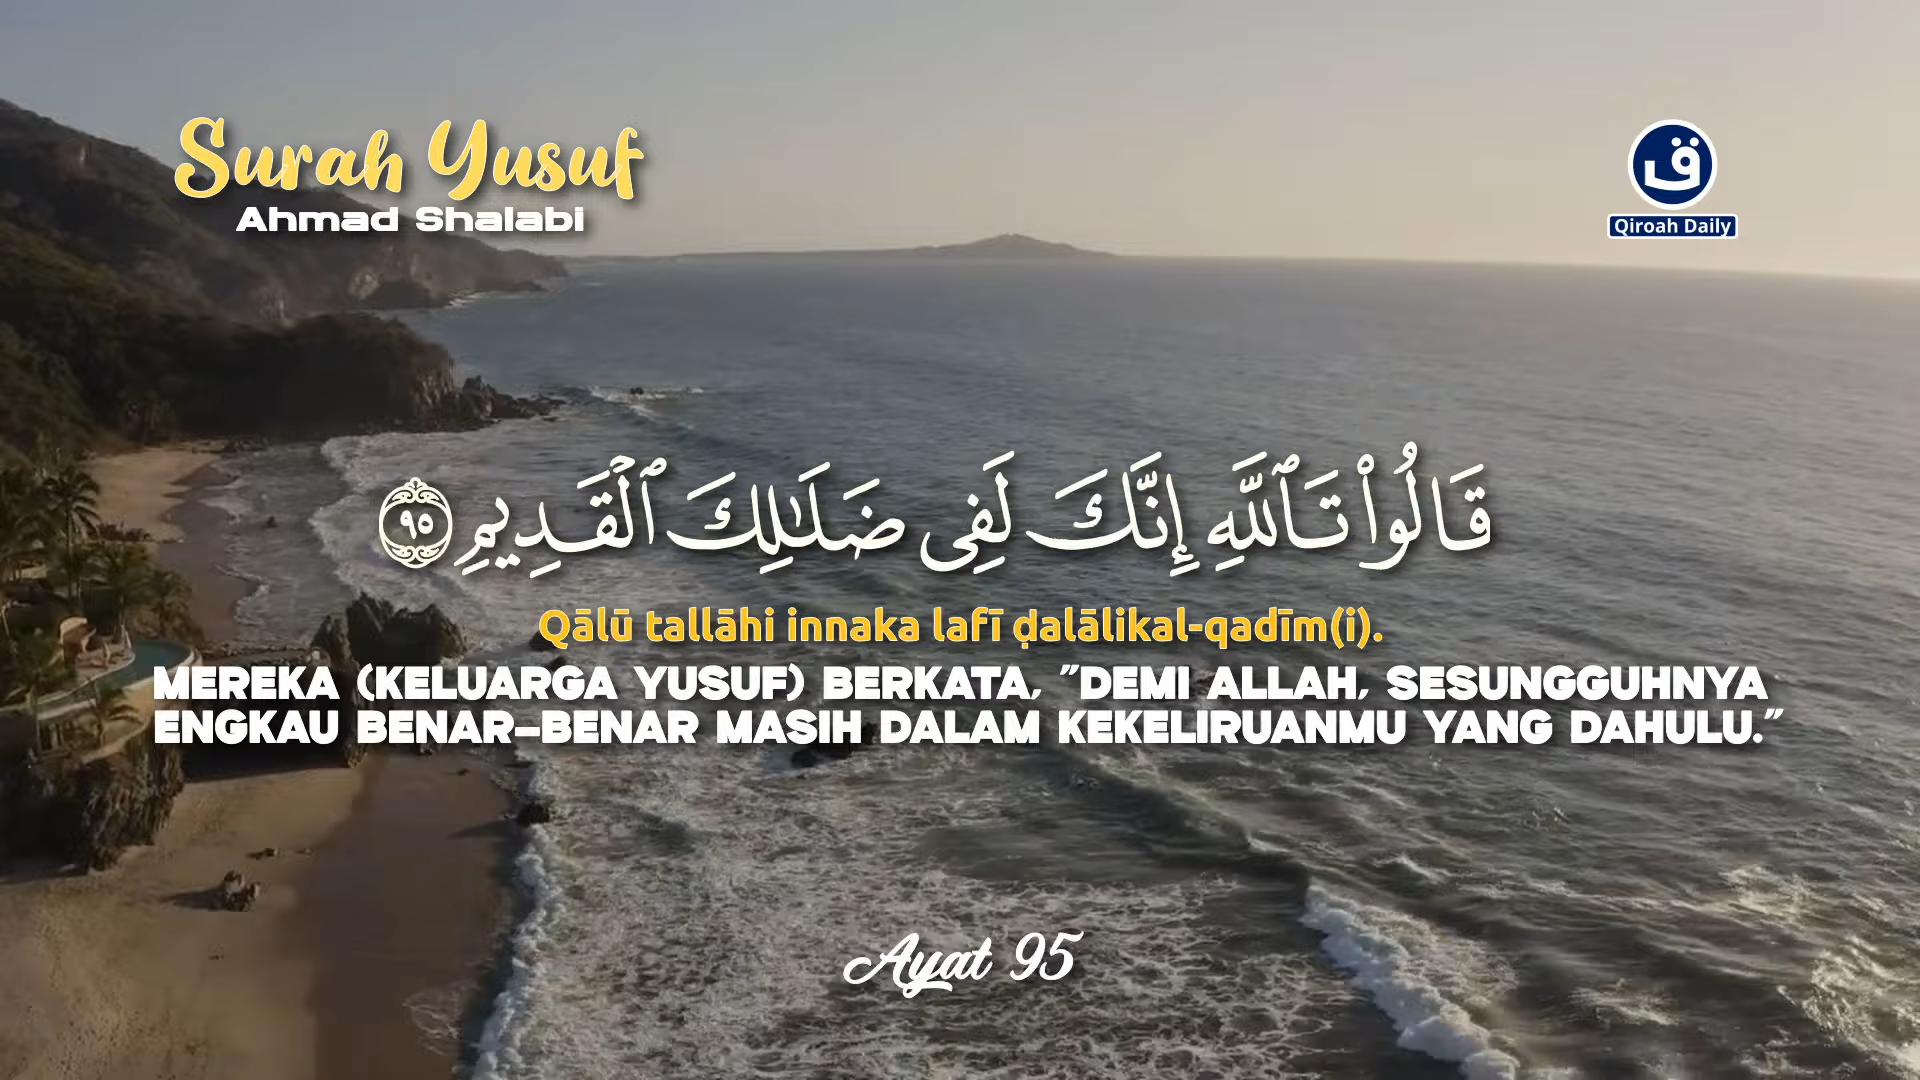 Surah Yusuf
Ahmad Shalabi
ق
Qiroah Daily
قَالُوا۟ تَٱللَّهِ إِنَّكَ لَفِى ضَلَـٰلِكَ ٱلْقَدِيمِ ٩٥
Qālū tallāhi innaka lafī ḍalālikal-qadīm(i).
MEREKA (KELUARGA YUSUF) BERKATA, "DEMI ALLAH, SESUNGGUHNYA
ENGKAU BENAR-BENAR MASIH DALAM KEKELIRUANMU YANG DAHULU."
Ayat 95